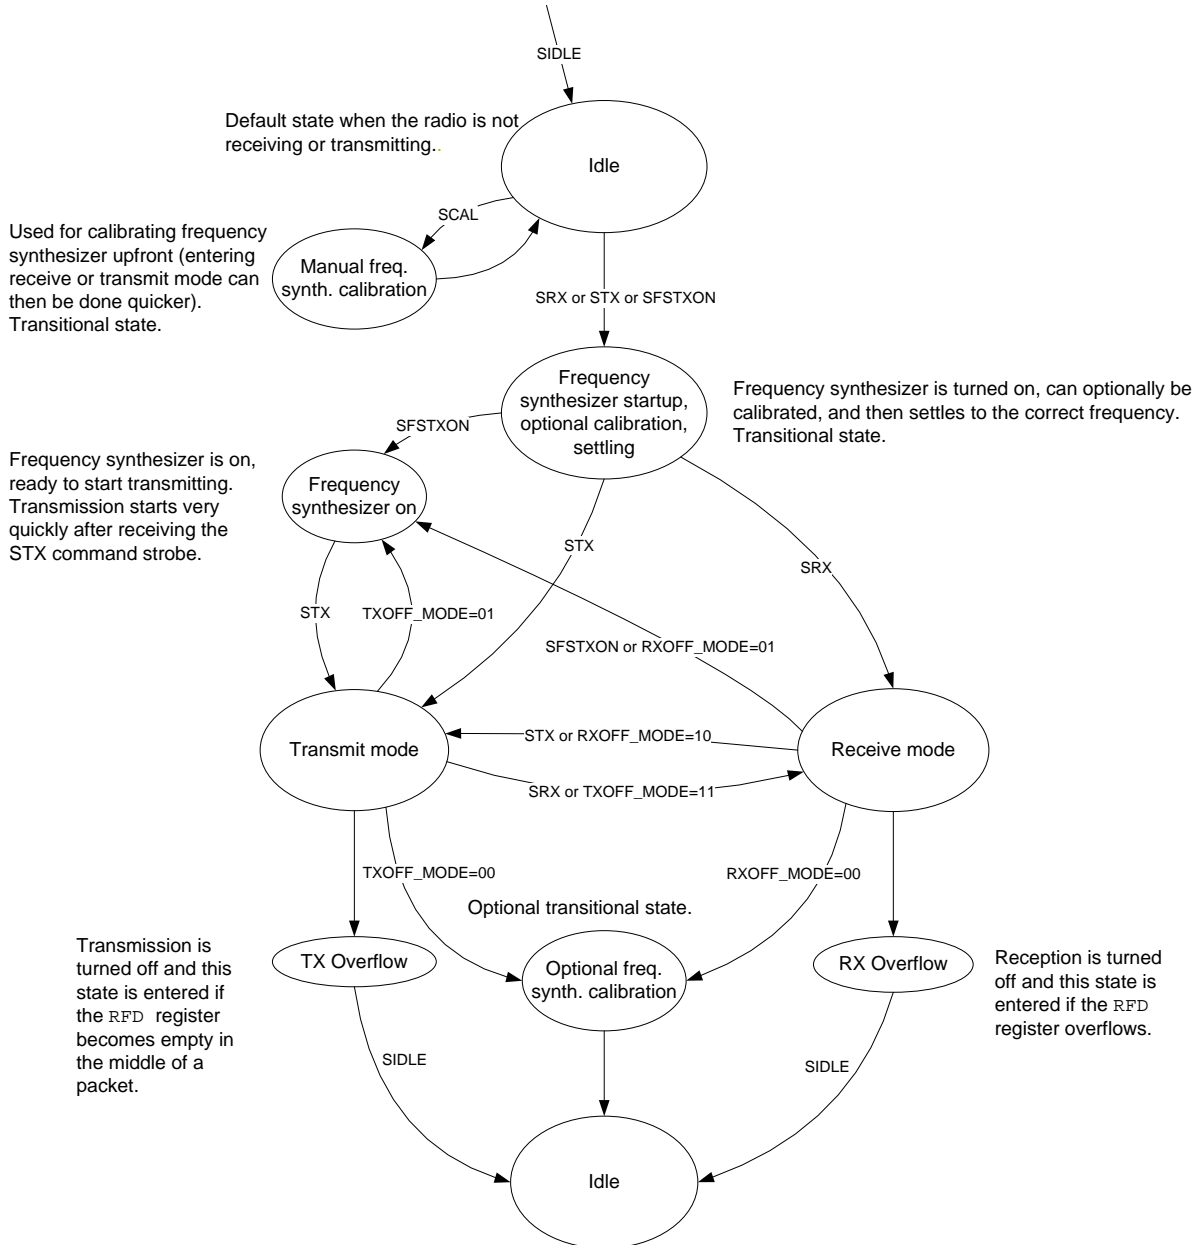 SIDLE
Default state when the radio is not
receiving or transmitting..
Idle
SCAL
Used for calibrating frequency
synthesizer upfront (entering
receive or transmit mode can
then be done quicker).
Transitional state.
Manual freq.
synth. calibration
SRX or STX or SFSTXON
Frequency
synthesizer startup,
optional calibration,
settling
Frequency synthesizer is turned on, can optionally be
calibrated, and then settles to the correct frequency.
Transitional state.
SFSTXON
Frequency synthesizer is on,
ready to start transmitting.
Transmission starts very
quickly after receiving the
STX command strobe.
Frequency
synthesizer on
STX
SRX
STX
TXOFF_MODE=01
SFSTXON or RXOFF_MODE=01
Transmit mode
STX or RXOFF_MODE=10
Receive mode
SRX or TXOFF_MODE=11
TXOFF_MODE=00
RXOFF_MODE=00
Optional transitional state.
Transmission is
turned off and this
state is entered if
the RFD register
becomes empty in
the middle of a
packet.
TX Overflow
Optional freq.
synth. calibration
RX Overflow
Reception is turned
off and this state is
entered if the RFD
register overflows.
SIDLE
SIDLE
Idle